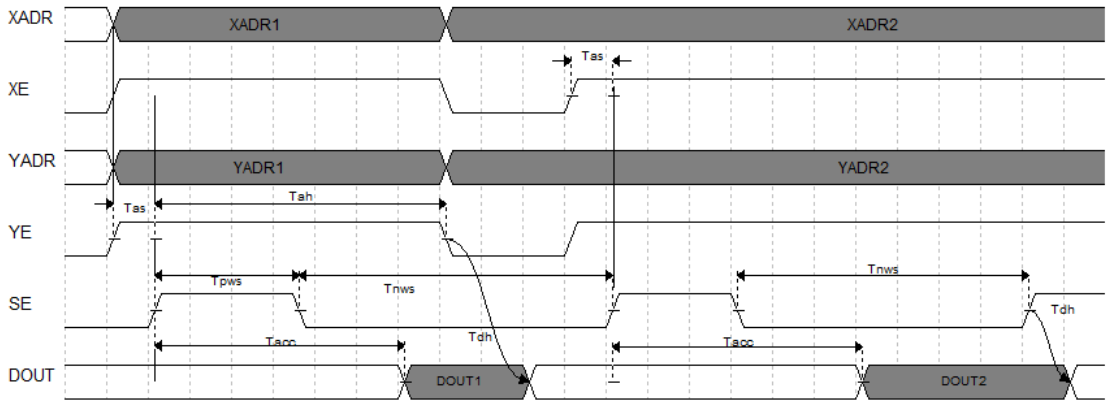 XADR XADR1 XADR2
Tas
XE
YADR YADR1 YADR2
Tas Tah
YE
Tpws Tnws Tnws
SE
Tdh Tdh
Tacc Tacc
DOUT DOUT1 DOUT2